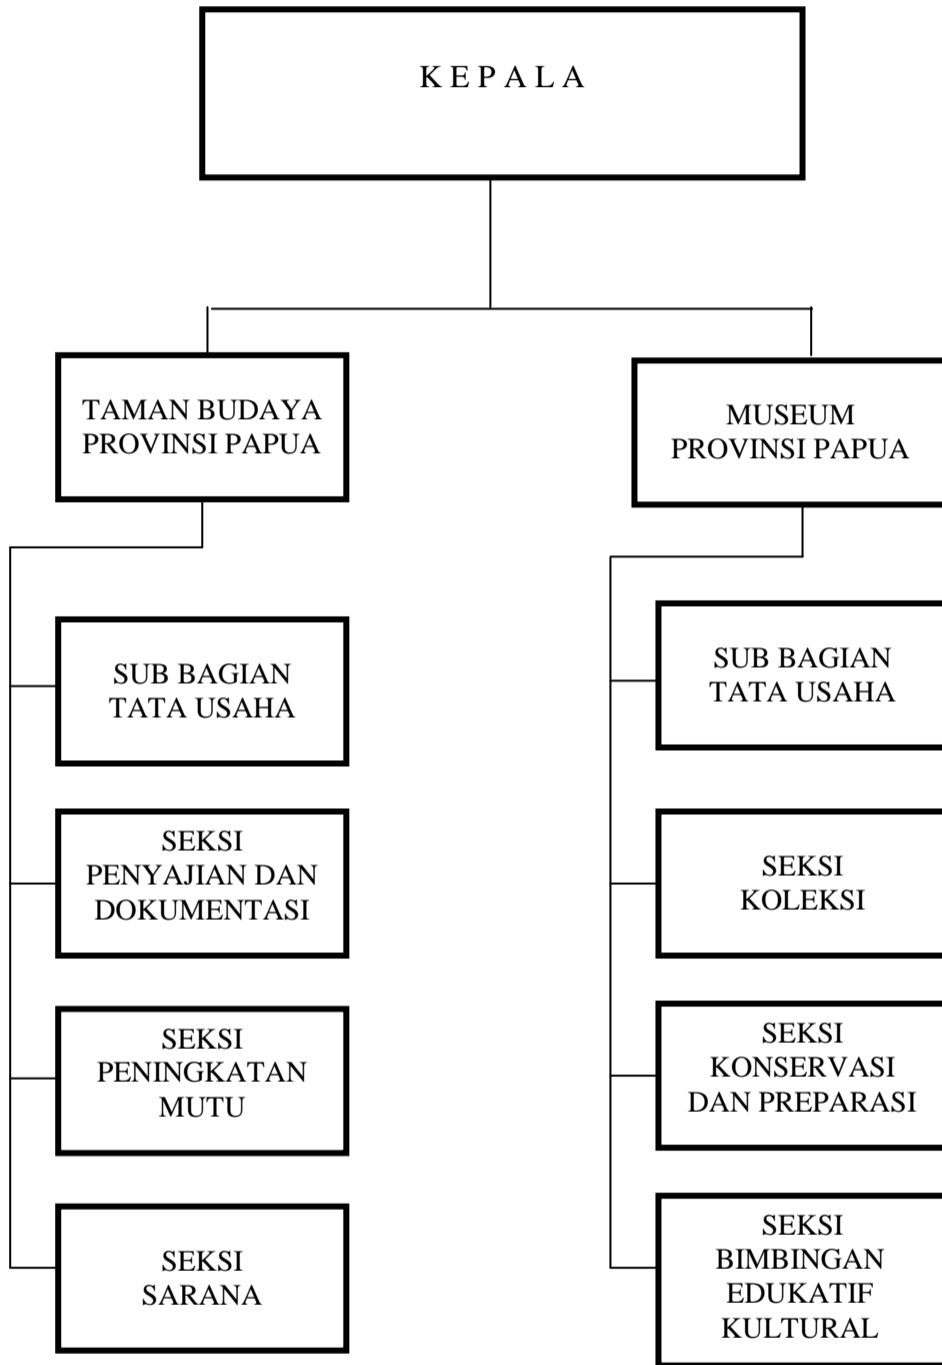 K E P A L A
TAMAN BUDAYA
PROVINSI PAPUA
SUB BAGIAN
TATA USAHA
SEKSI
PENYAJIAN DAN
DOKUMENTASI
SEKSI
PENINGKATAN
MUTU
SEKSI
SARANA
MUSEUM
PROVINSI PAPUA
SUB BAGIAN
TATA USAHA
SEKSI
KOLEKSI
SEKSI
KONSERVASI
DAN PREPARASI
SEKSI
BIMBINGAN
EDUKATIF
KULTURAL